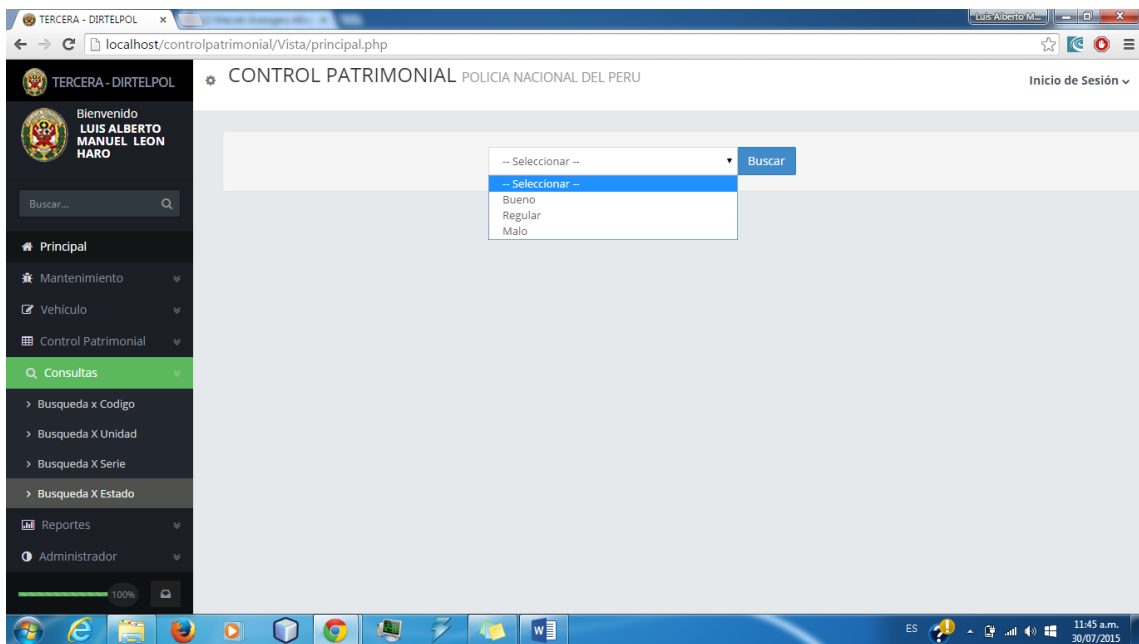 TERCERA - DIRTELPOL
Luis Alberto M...
localhost/controlpatrimonial/Vista/principal.php
TERCERA - DIRTELPOL
CONTROL PATRIMONIAL POLICIA NACIONAL DEL PERU
Inicio de Sesión
Bienvenido
LUIS ALBERTO
MANUEL LEON
HARO
Buscar...
Principal
Mantenimiento
Vehículo
Control Patrimonial
Consultas
Busqueda x Codigo
Busqueda X Unidad
Busqueda X Serie
Busqueda X Estado
Reportes
Administrador
100%
-- Seleccionar --
Buscar
-- Seleccionar --
Bueno
Regular
Malo
ES
11:45 a.m.
30/07/2015